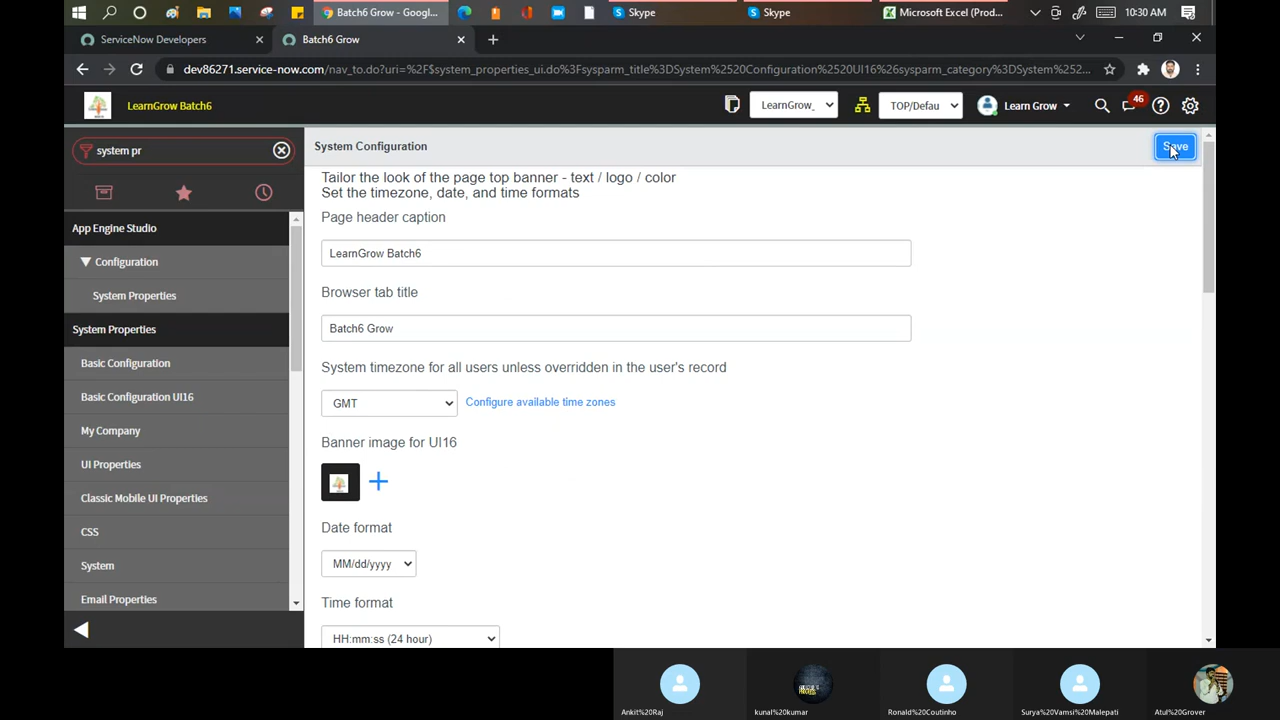 Batch6 Grow - Googl...
Skype
Skype
Microsoft Excel (Prod...
10:30 AM
ServiceNow Developers
Batch6 Grow
dev86271.service-now.com/nav_to.do?uri=%2F$system_properties_ui.do%3Fsysparm_title%3DSystem%2520Configuration%2520UI16%26sysparm_category%3DSystem%2...
LearnGrow Batch6
LearnGrow_
TOP/Defau
Learn Grow
46
system pr
System Configuration
Save
Tailor the look of the page top banner - text / logo / color
Set the timezone, date, and time formats
Page header caption
LearnGrow Batch6
Browser tab title
Batch6 Grow
System timezone for all users unless overridden in the user's record
GMT
Configure available time zones
Banner image for UI16
Date format
MM/dd/yyyy
Time format
HH:mm:ss (24 hour)
App Engine Studio
Configuration
System Properties
System Properties
Basic Configuration
Basic Configuration UI16
My Company
UI Properties
Classic Mobile UI Properties
CSS
System
Email Properties
Ankit%20Raj
kunal%20kumar
Ronald%20Coutinho
Surya%20Vamsi%20Malepati
Atul%20Grover